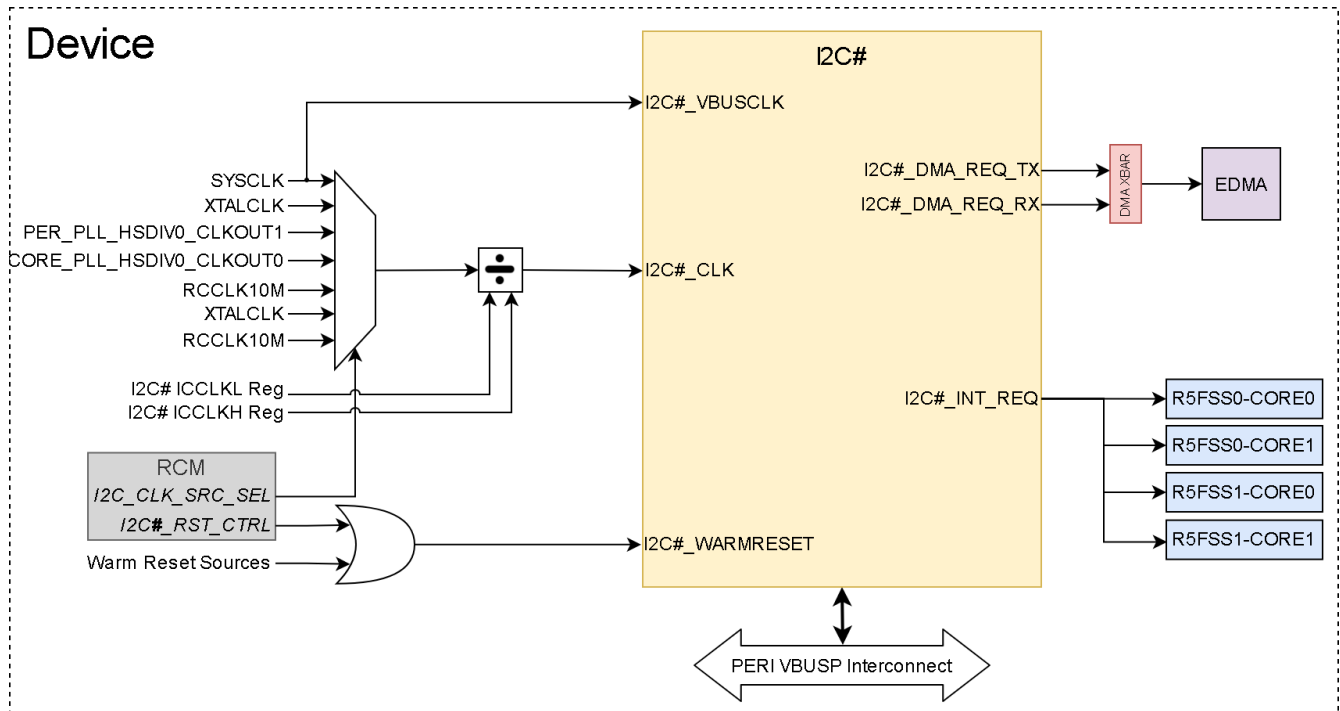 Device
I2C#
I2C#_VBUSCLK
SYSCLK
XTALCLK
PER_PLL_HSDIV0_CLKOUT1
CORE_PLL_HSDIV0_CLKOUT0
RCCLK10M
XTALCLK
RCCLK10M
I2C#_CLK
I2C# ICCLKL Reg
I2C# ICCLKH Reg
RCM
I2C_CLK_SRC_SEL
I2C#_RST_CTRL
Warm Reset Sources
I2C#_WARMRESET
I2C#_DMA_REQ_TX
I2C#_DMA_REQ_RX
DMA XBAR
EDMA
I2C#_INT_REQ
R5FSS0-CORE0
R5FSS0-CORE1
R5FSS1-CORE0
R5FSS1-CORE1
PERI VBUSP Interconnect